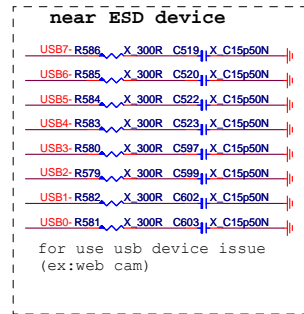 near ESD device
USB7- R586 X_300R C519 X_C15p50N
USB6- R585 X_300R C520 X_C15p50N
USB5- R584 X_300R C522 X_C15p50N
USB4- R583 X_300R C523 X_C15p50N
USB3- R580 X_300R C597 X_C15p50N
USB2- R579 X_300R C599 X_C15p50N
USB1- R582 X_300R C602 X_C15p50N
USB0- R581 X_300R C603 X_C15p50N
for use usb device issue
(ex:web cam)